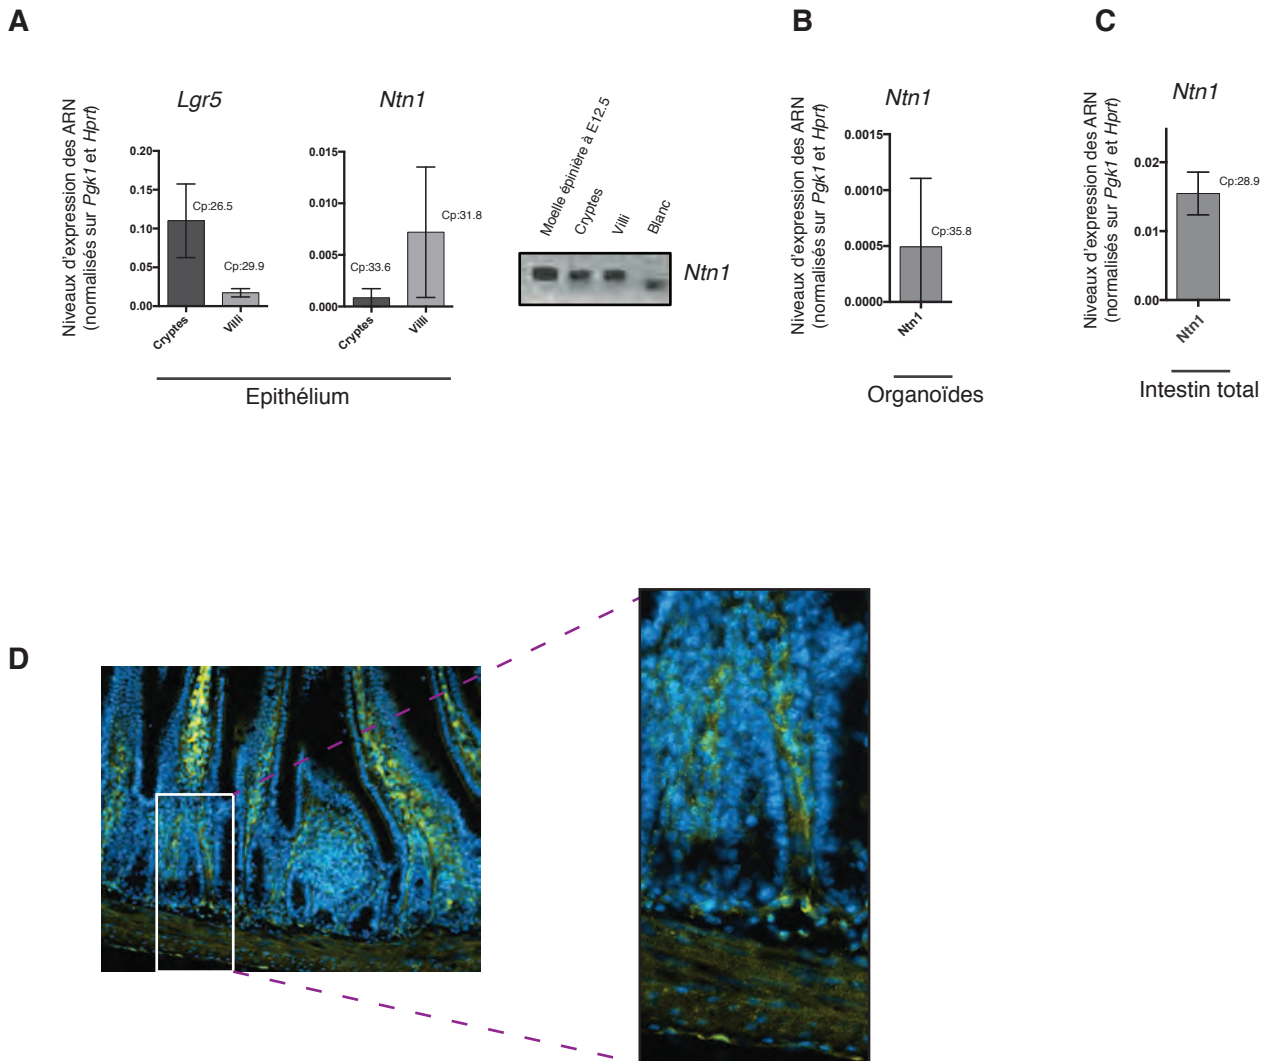 A
B
C
Niveaux d'expression des ARN
(normalisés sur Pgk1 et Hprt)
Lgr5
0.20
0.15
0.10
0.05
0.00
Cp:26.5
Cp:29.9
Cryptes
Villi
Ntn1
0.015
0.010
0.005
0.000
Cp:33.6
Cp:31.8
Cryptes
Villi
Epithélium
Moelle épinière à E12.5
Cryptes
Villi
Blanc
Ntn1
Niveaux d'expression des ARN
(normalisés sur Pgk1 et Hprt)
Ntn1
0.0015
0.0010
0.0005
0.0000
Cp:35.8
Ntn1
Organoïdes
Niveaux d'expression des ARN
(normalisés sur Pgk1 et Hprt)
Ntn1
0.02
0.01
0.00
Cp:28.9
Ntn1
Intestin total
D